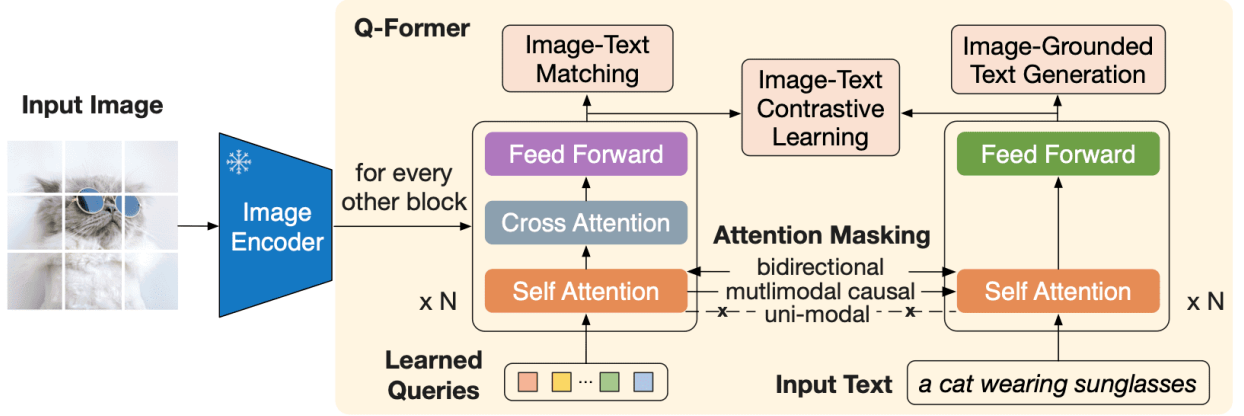 Q-Former
Input Image
Image
Encoder
for every
other block
Image-Text
Matching
Image-Text
Contrastive
Learning
Image-Grounded
Text Generation
Feed Forward
Cross Attention
Self Attention
x N
Feed Forward
Self Attention
x N
Attention Masking
bidirectional
mutlimodal causal
x uni-modal x
Learned
Queries
...
Input Text
a cat wearing sunglasses